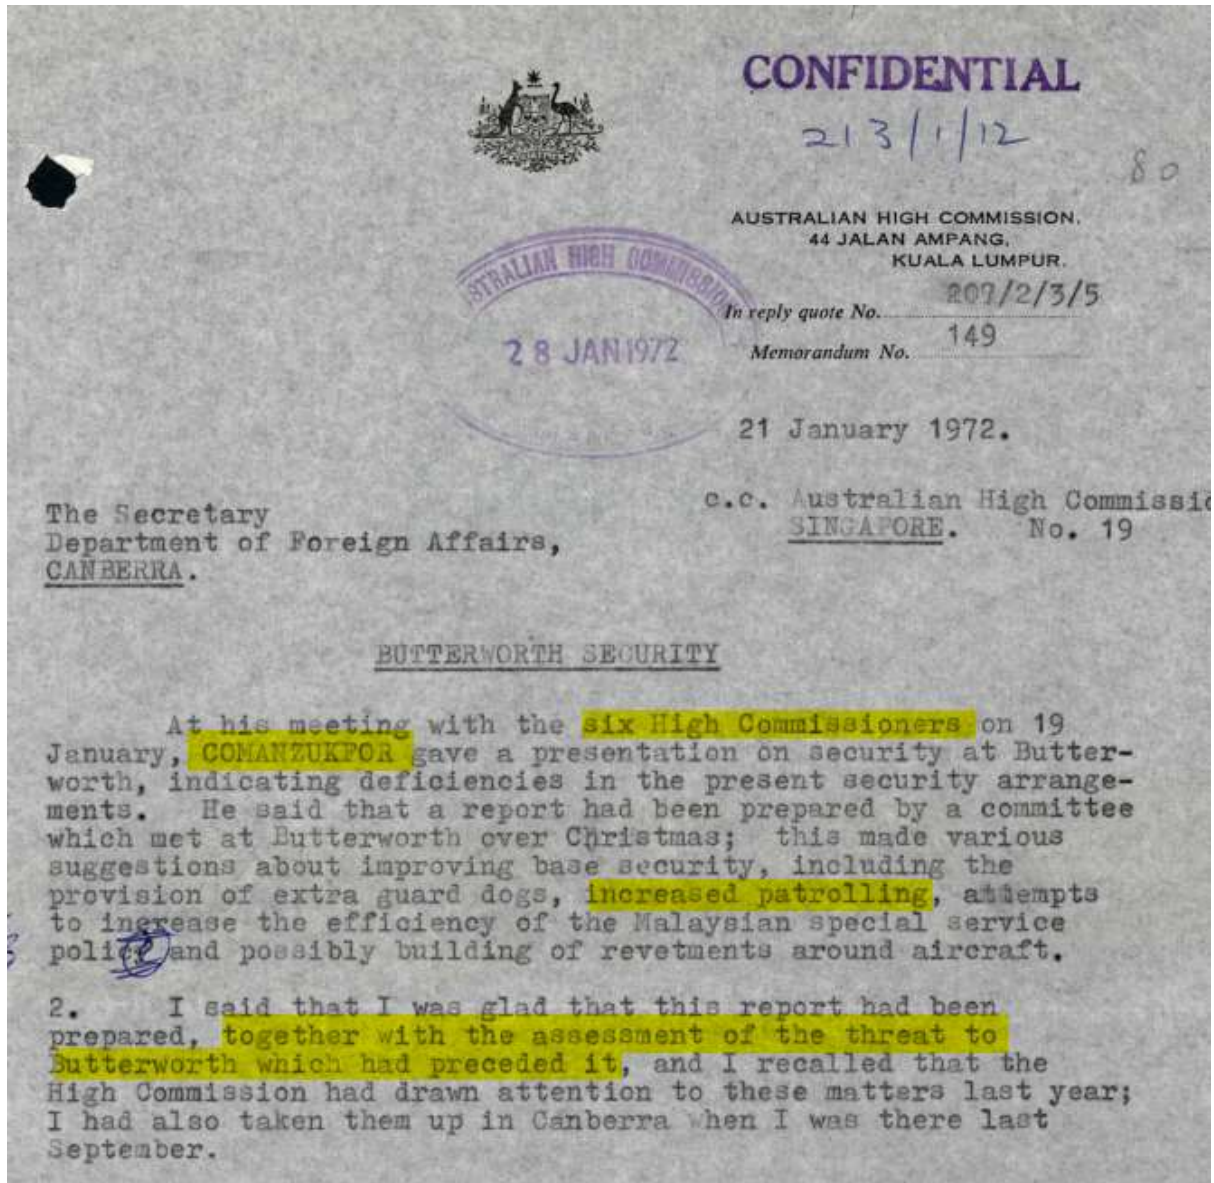 CONFIDENTIAL
213/1/12
80
AUSTRALIAN HIGH COMMISSION,
44 JALAN AMPANG,
KUALA LUMPUR.
STRALIAN HIGH COMMISSION
28 JAN 1972
In reply quote No. 209/2/3/5
Memorandum No. 149
21 January 1972.
The Secretary
Department of Foreign Affairs,
CANBERRA.
c.c. Australian High Commissio
SINGAPORE. No. 19
BUTTERWORTH SECURITY
At his meeting with the six High Commissioners on 19
January, COMANZUKFOR gave a presentation on security at Butter-
worth, indicating deficiencies in the present security arrange-
ments. He said that a report had been prepared by a committee
which met at Butterworth over Christmas; this made various
suggestions about improving base security, including the
provision of extra guard dogs, increased patrolling, attempts
to increase the efficiency of the Malaysian special service
police and possibly building of revetments around aircraft.
2. I said that I was glad that this report had been
prepared, together with the assessment of the threat to
Butterworth which had preceded it, and I recalled that the
High Commission had drawn attention to these matters last year;
I had also taken them up in Canberra when I was there last
September.